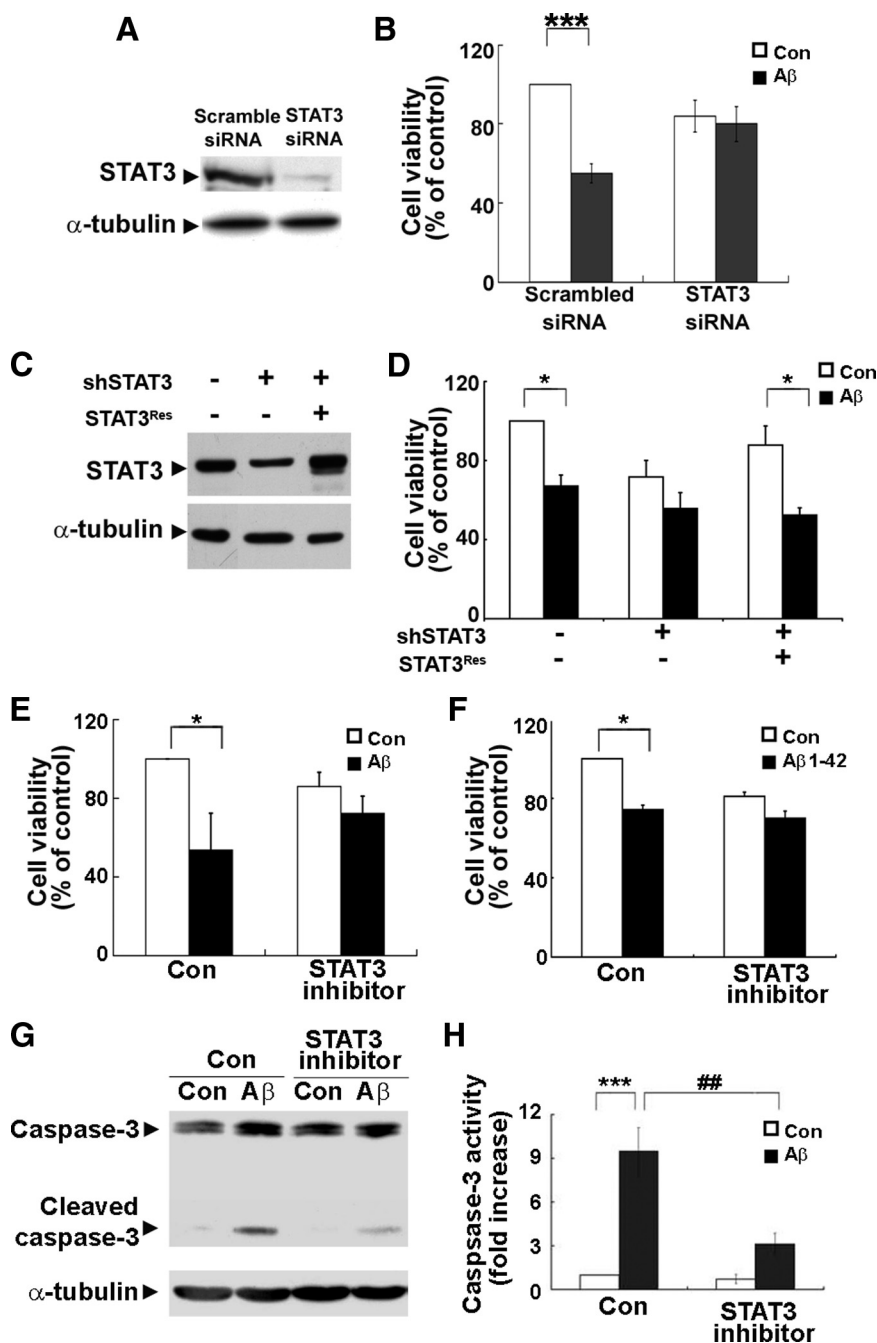 A
Scramble siRNA
STAT3 siRNA
STAT3
α-tubulin
B
***
Con
Aβ
Cell viability
(% of control)
120
80
40
0
Scrambled siRNA
STAT3 siRNA
C
shSTAT3 - + +
STAT3Res - - +
STAT3
α-tubulin
D
*
*
Con
Aβ
Cell viability
(% of control)
120
80
40
0
shSTAT3 - + +
STAT3Res - - +
E
*
Con
Aβ
Cell viability
(% of control)
120
80
40
0
Con
STAT3 inhibitor
F
*
Con
Aβ1-42
Cell viability
(% of control)
120
80
40
0
Con
STAT3 inhibitor
G
Con
STAT3 inhibitor
Con Aβ Con Aβ
Caspase-3
Cleaved caspase-3
α-tubulin
H
***
##
Con
Aβ
Caspsase-3 activity
(fold increase)
12
9
6
3
0
Con
STAT3 inhibitor